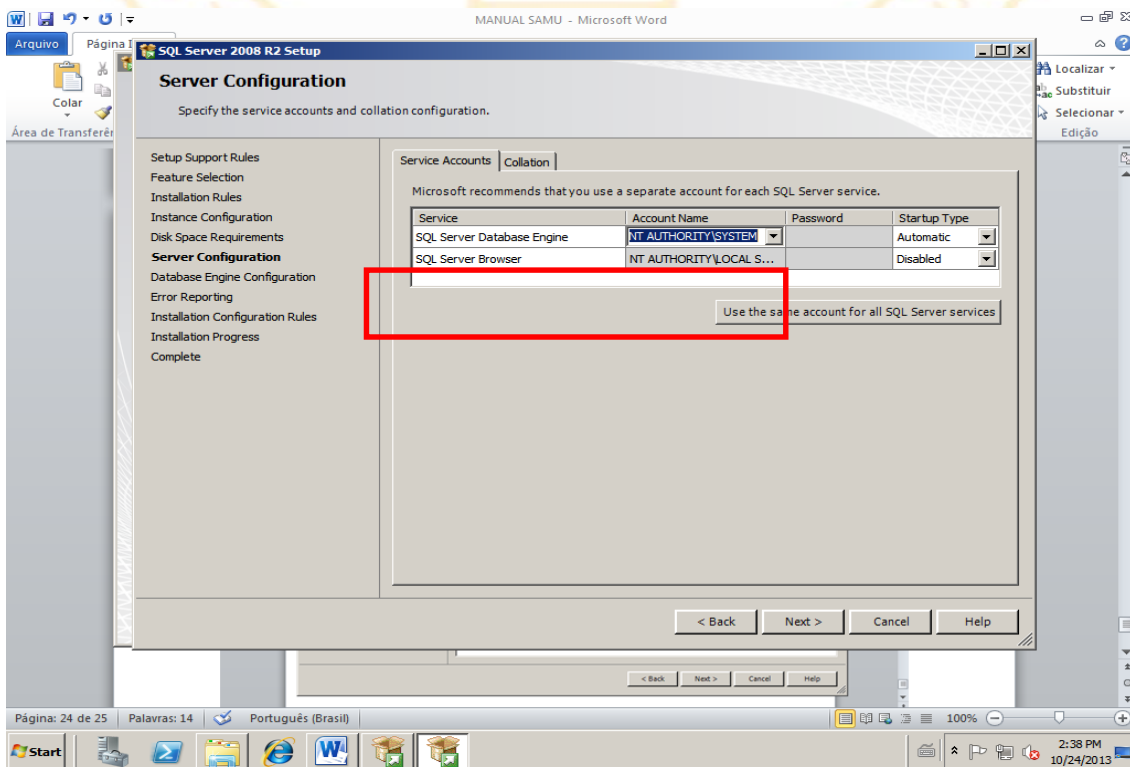 MANUAL SAMU - Microsoft Word
Arquivo
Página I
Colar
Área de Transferêr
Localizar
Substituir
Selecionar
Edição
SQL Server 2008 R2 Setup
Server Configuration
Specify the service accounts and collation configuration.
Setup Support Rules
Feature Selection
Installation Rules
Instance Configuration
Disk Space Requirements
Server Configuration
Database Engine Configuration
Error Reporting
Installation Configuration Rules
Installation Progress
Complete
Service Accounts
Collation
Microsoft recommends that you use a separate account for each SQL Server service.
Service Account Name Password Startup Type
SQL Server Database Engine NT AUTHORITY\SYSTEM Automatic
SQL Server Browser NT AUTHORITY\LOCAL S... Disabled
Use the same account for all SQL Server services
< Back Next > Cancel Help
< Back Next > Cancel Help
Página: 24 de 25 Palavras: 14 Português (Brasil) 100%
Start
2:38 PM
10/24/2013